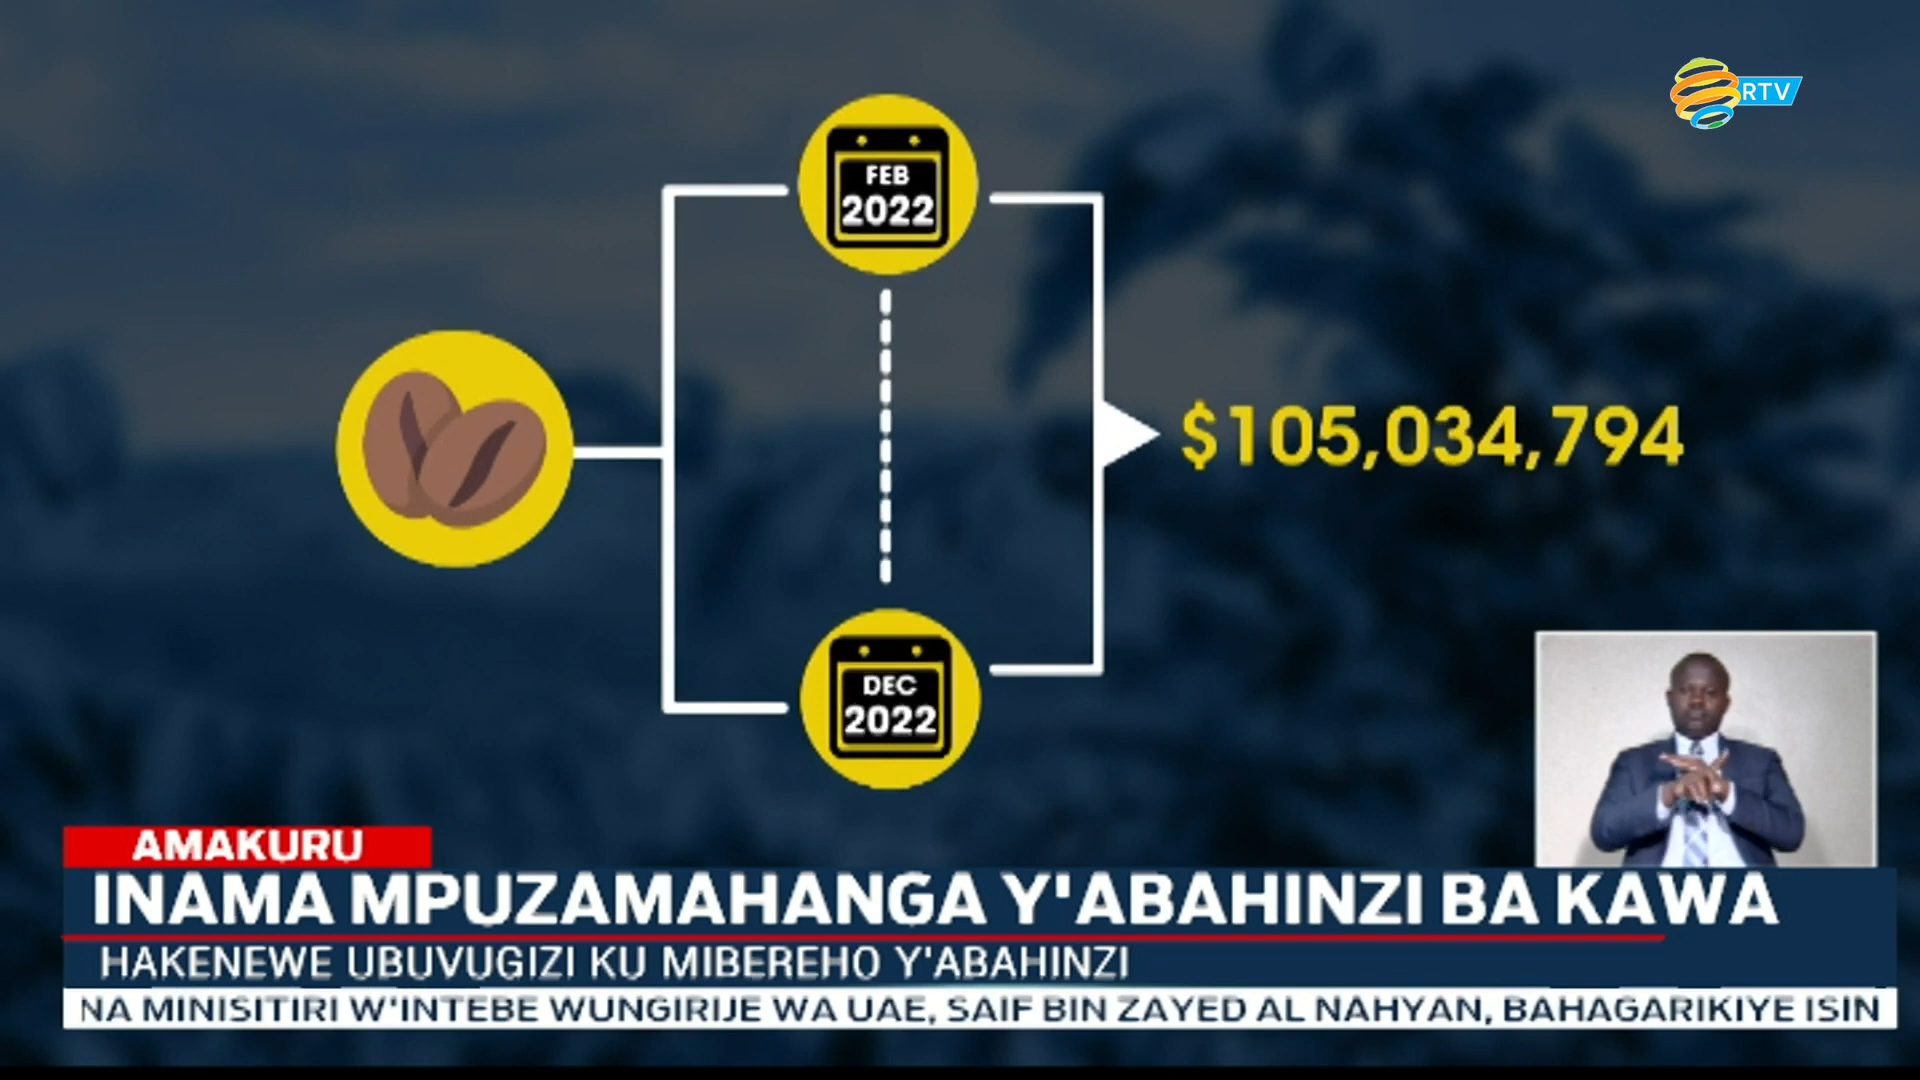 RTV
FEB
2022
$105,034,794
DEC
2022
AMAKURU
INAMA MPUZAMAHANGA Y'ABAHINZI BA KAWA
HAKENEWE UBUVUGIZI KU MIBEREHO Y'ABAHINZI
NA MINISITIRI W'INTEBE WUNGIRIJE WA UAE, SAIF BIN ZAYED AL NAHYAN, BAHAGARIKIYE ISIN